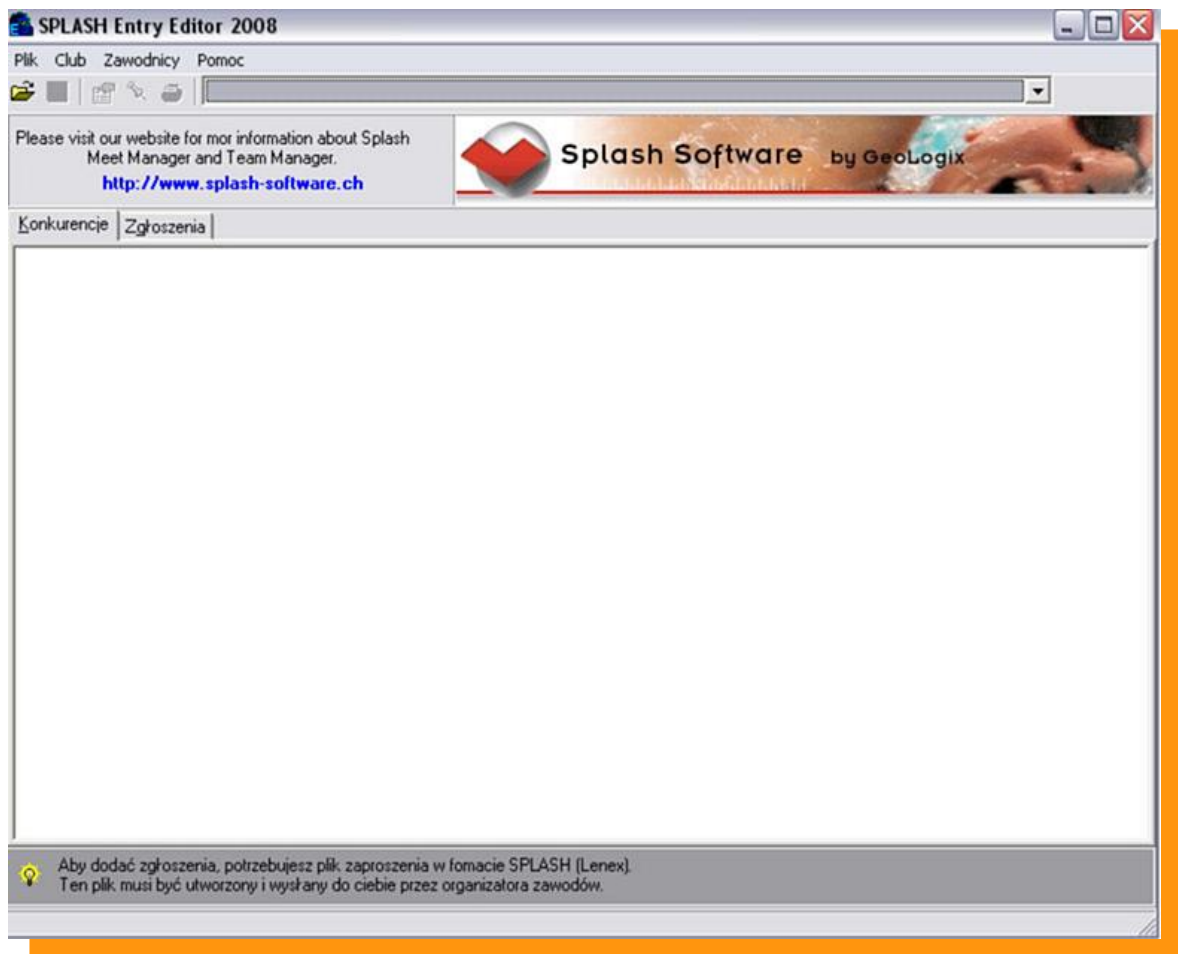 SPLASH Entry Editor 2008
Plik Club Zawodnicy Pomoc
Please visit our website for mor information about Splash
Meet Manager and Team Manager.
http://www.splash-software.ch
Splash Software by GeoLogix
Konkurencje Zgłoszenia
Aby dodać zgłoszenia, potrzebujesz plik zaproszenia w fomacie SPLASH (Lenex).
Ten plik musi być utworzony i wysłany do ciebie przez organizatora zawodów.